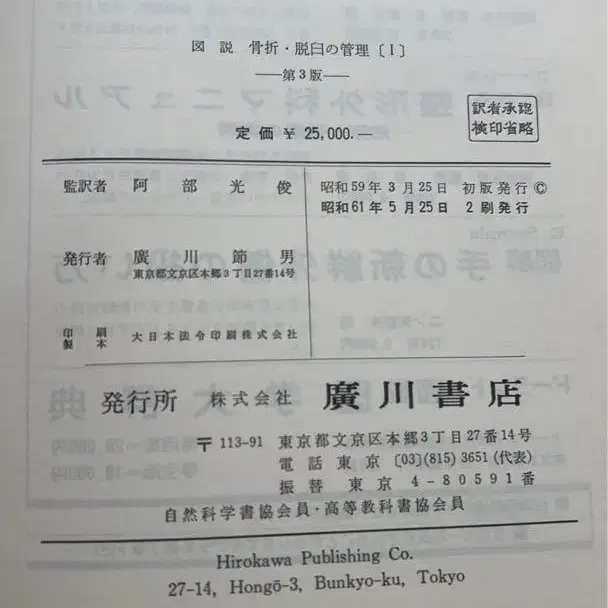 図説 骨折・脱臼の管理〔I〕
―第3版―
定価 ¥ 25,000.―
訳者承認
検印省略
監訳者 阿部光俊
昭和59年3月25日 初版発行 ©
昭和61年5月25日 2刷発行
発行者 廣川節男
東京都文京区本郷3丁目27番14号
印刷
製本
大日本法令印刷株式会社
発行所 株式会社 廣川書店
〒113-91 東京都文京区本郷3丁目27番14号
電話 東京〔03〕(815) 3651 (代表)
振替 東京 4-80591番
自然科学書協会会員・高等教科書協会会員
Hirokawa Publishing Co.
27-14, Hongō-3, Bunkyo-ku, Tokyo